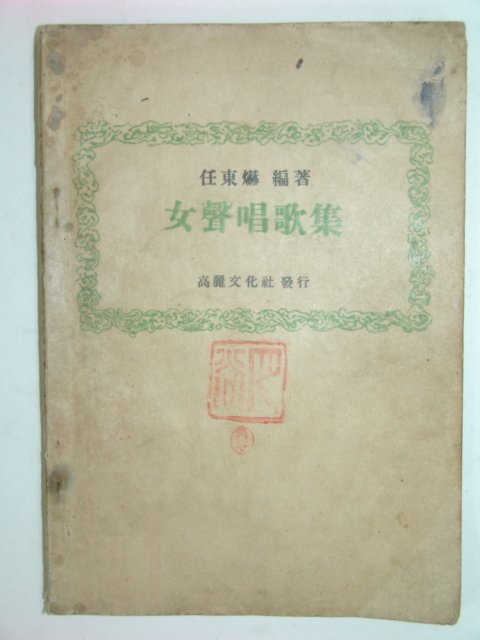 任東爀 編著
女聲唱歌集
高麗文化社 發行